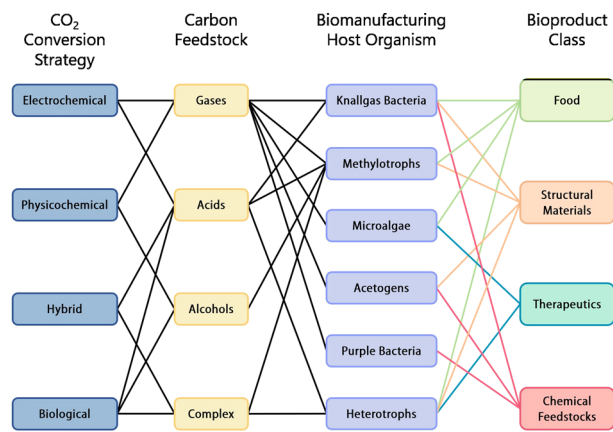 CO₂
Conversion
Strategy
Carbon
Feedstock
Biomanufacturing
Host Organism
Bioproduct
Class
Electrochemical
Gases
Knallgas Bacteria
Food
Methylotrophs
Physicochemical
Acids
Microalgae
Structural
Materials
Acetogens
Hybrid
Alcohols
Therapeutics
Purple Bacteria
Biological
Complex
Heterotrophs
Chemical
Feedstocks